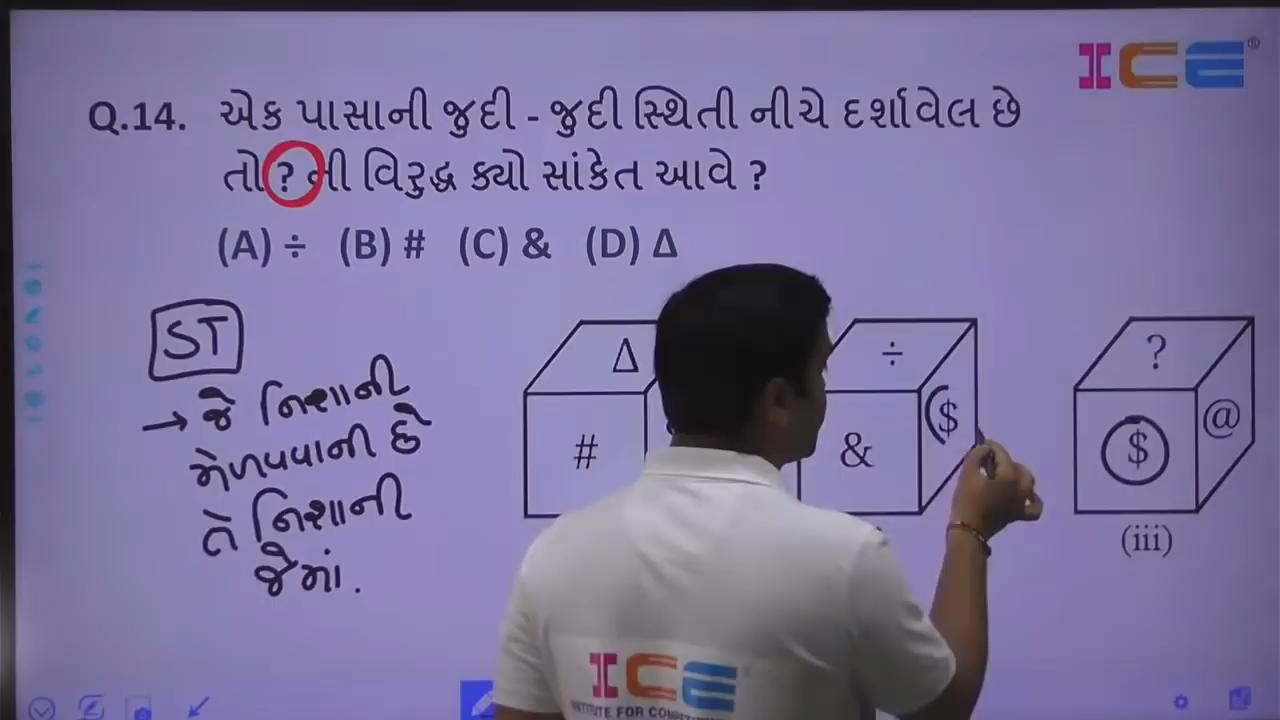 ICE®
Q.14. એક પાસાની જુદી - જુદી સ્થિતી નીચે દર્શાવેલ છે
તો ? ની વિરુદ્ધ ક્યો સાંકેત આવે ?
(A) ÷ (B) # (C) & (D) Δ
ST
→ જે નિશાની
મેળવવાની છે
તે નિશાની
જેમાં.
Δ
#
÷
&
$
?
$
@
(iii)
ICE